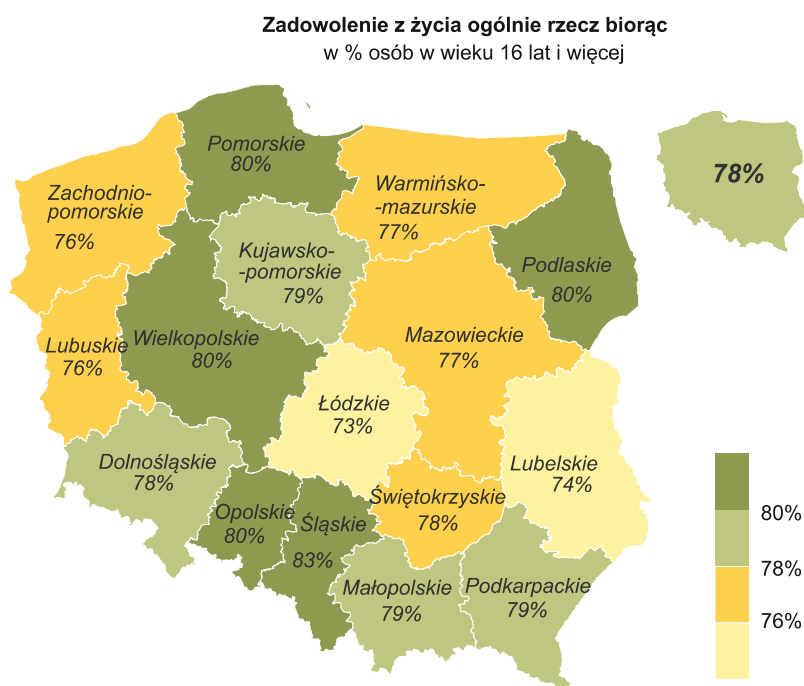 Zadowolenie z życia ogólnie rzecz biorąc
w % osób w wieku 16 lat i więcej
Pomorskie
80%
Zachodnio-
pomorskie
76%
Warmińsko-
-mazurskie
77%
78%
Kujawsko-
-pomorskie
79%
Podlaskie
80%
Lubuskie
76%
Wielkopolskie
80%
Mazowieckie
77%
Łódzkie
73%
Dolnośląskie
78%
Lubelskie
74%
Opolskie
80%
Śląskie
83%
Świętokrzyskie
78%
Małopolskie
79%
Podkarpackie
79%
80%
78%
76%